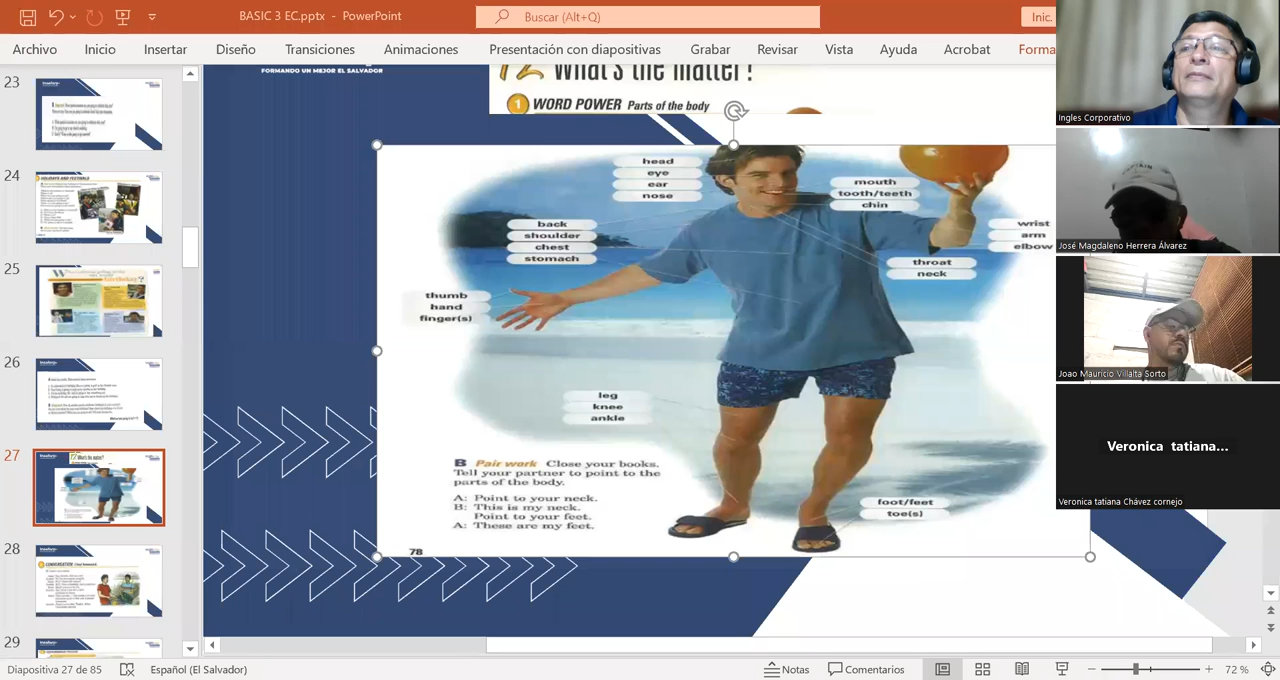 BASIC 3 EC.pptx - PowerPoint
Buscar (Alt+Q)
Inic.
Archivo Inicio Insertar Diseño Transiciones Animaciones Presentación con diapositivas Grabar Revisar Vista Ayuda Acrobat Forma
23
24
25
26
27
28
29
FORMANDO UN MEJOR EL SALVADOR
12 What's the matter?
1 WORD POWER Parts of the body
head
eye
ear
nose
mouth
tooth/teeth
chin
back
shoulder
chest
stomach
wrist
arm
elbow
throat
neck
thumb
hand
finger(s)
leg
knee
ankle
B Pair work Close your books.
Tell your partner to point to the
parts of the body.
A: Point to your neck.
B: This is my neck.
Point to your feet.
A: These are my feet.
foot/feet
toe(s)
78
Ingles Corporativo
José Magdaleno Herrera Álvarez
Joao Mauricio Villalta Sorto
Veronica tatiana...
Veronica tatiana Chávez cornejo
Diapositiva 27 de 85 Español (El Salvador) Notas Comentarios 72 %